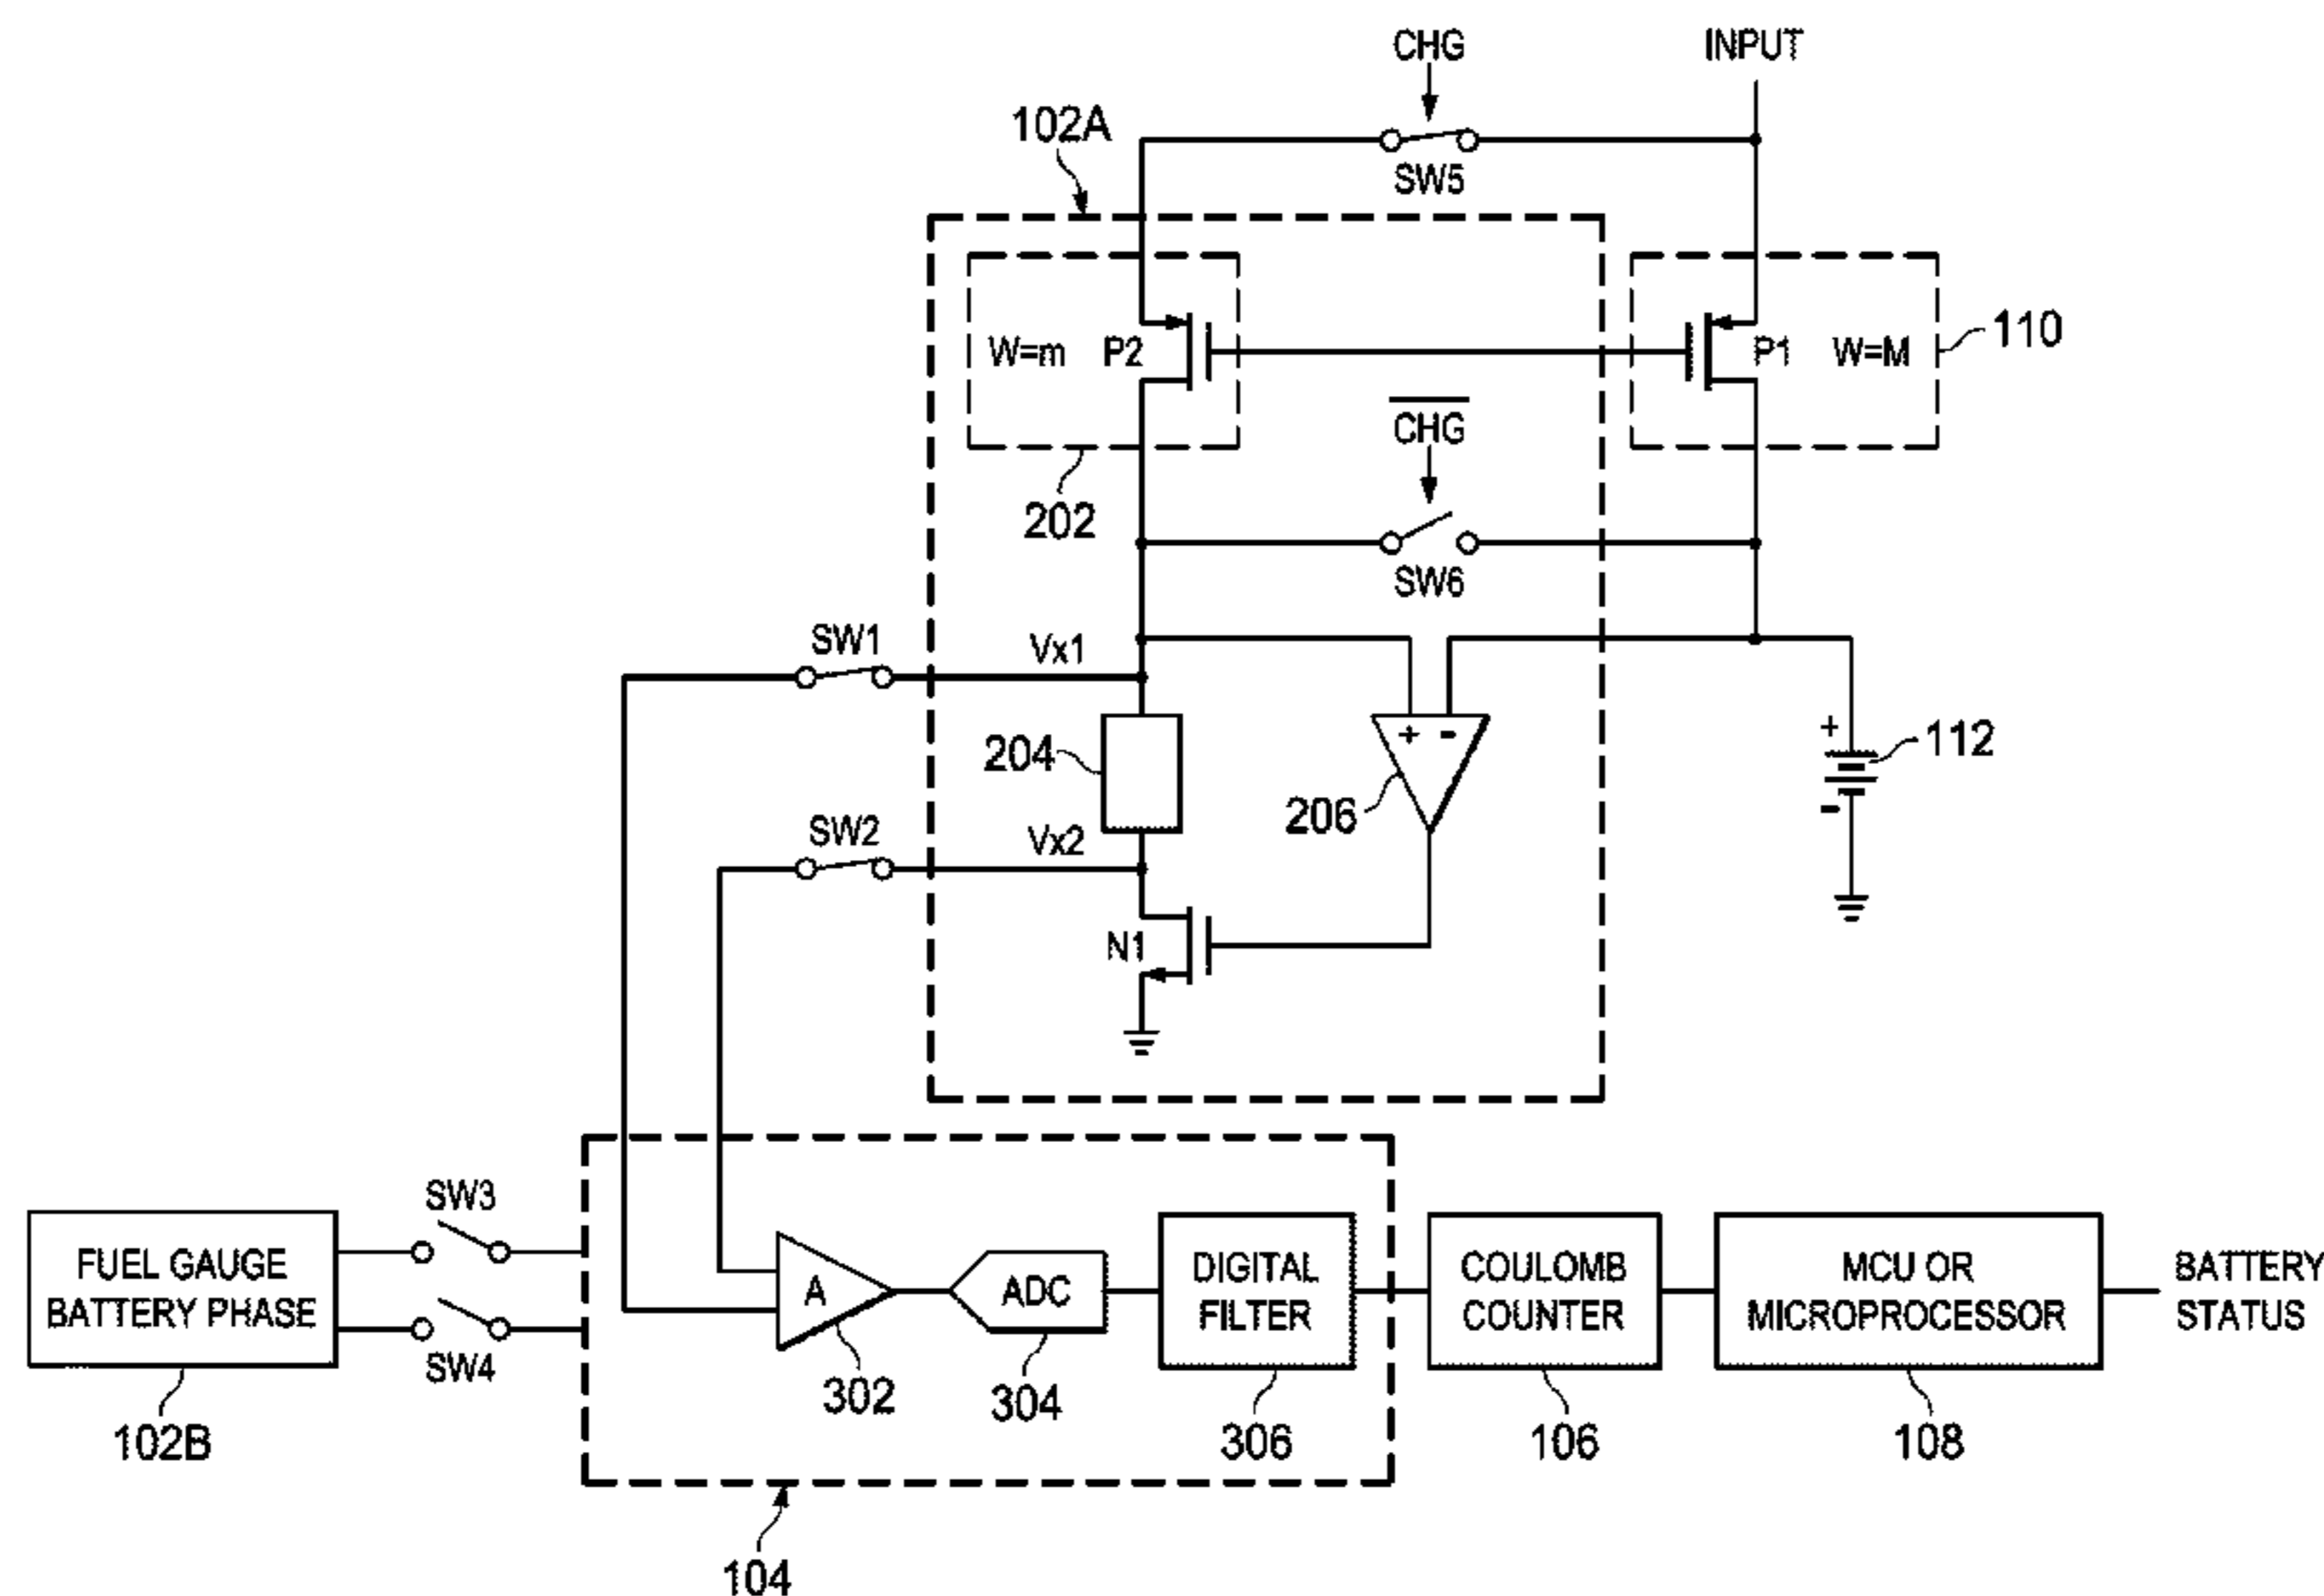 CHG
INPUT
102A
SW5
W=m
P2
P1
W=M
110
CHG
202
SW6
SW1
Vx1
+
-
+
204
206
112
-
SW2
Vx2
N1
SW3
FUEL GAUGE
BATTERY PHASE
SW4
102B
A
302
ADC
304
DIGITAL
FILTER
306
COULOMB
COUNTER
106
MCU OR
MICROPROCESSOR
108
BATTERY
STATUS
104